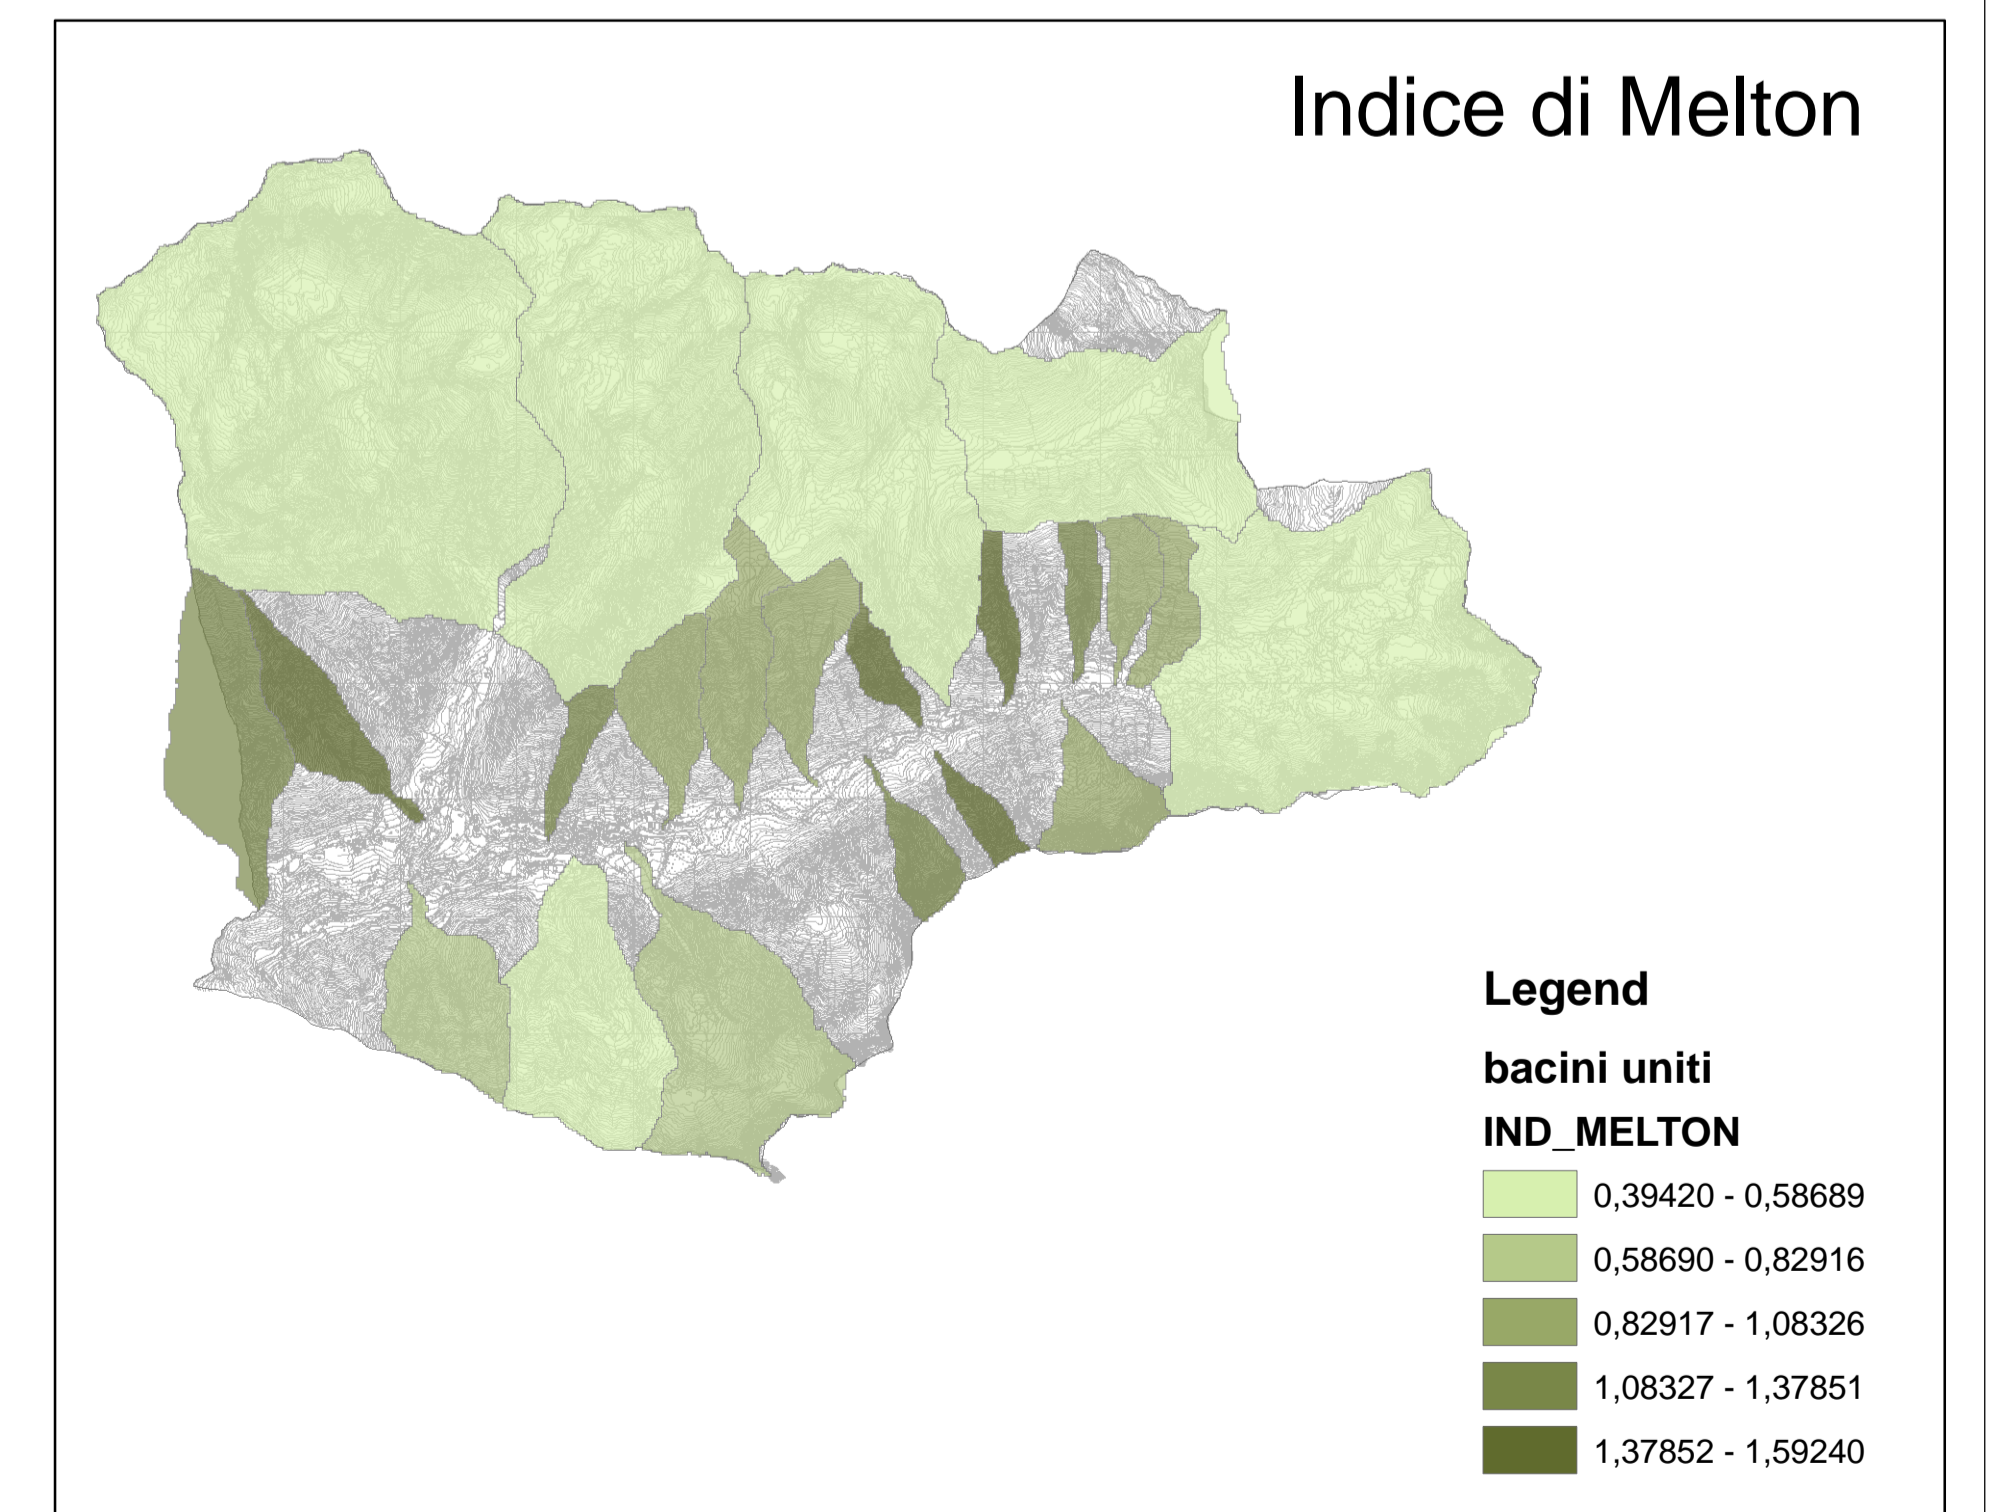 Indice di Melton
Legend
bacini uniti
IND_MELTON
0,39420 - 0,58689
0,58690 - 0,82916
0,82917 - 1,08326
1,08327 - 1,37851
1,37852 - 1,59240